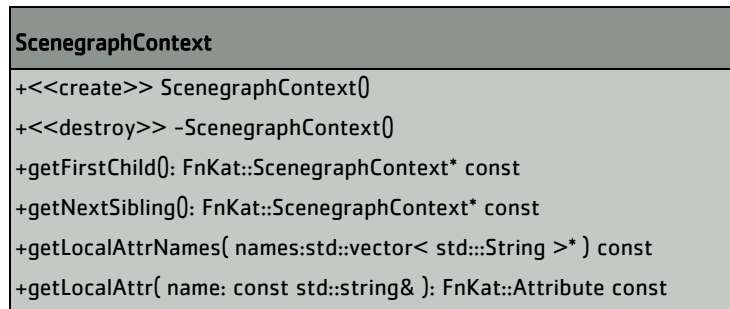 ScenegraphContext
+<<create>> ScenegraphContext()
+<<destroy>> -ScenegraphContext()
+getFirstChild(): FnKat::ScenegraphContext* const
+getNextSibling(): FnKat::ScenegraphContext* const
+getLocalAttrNames( names:std::vector< std:::String >* ) const
+getLocalAttr( name: const std::string& ): FnKat::Attribute const